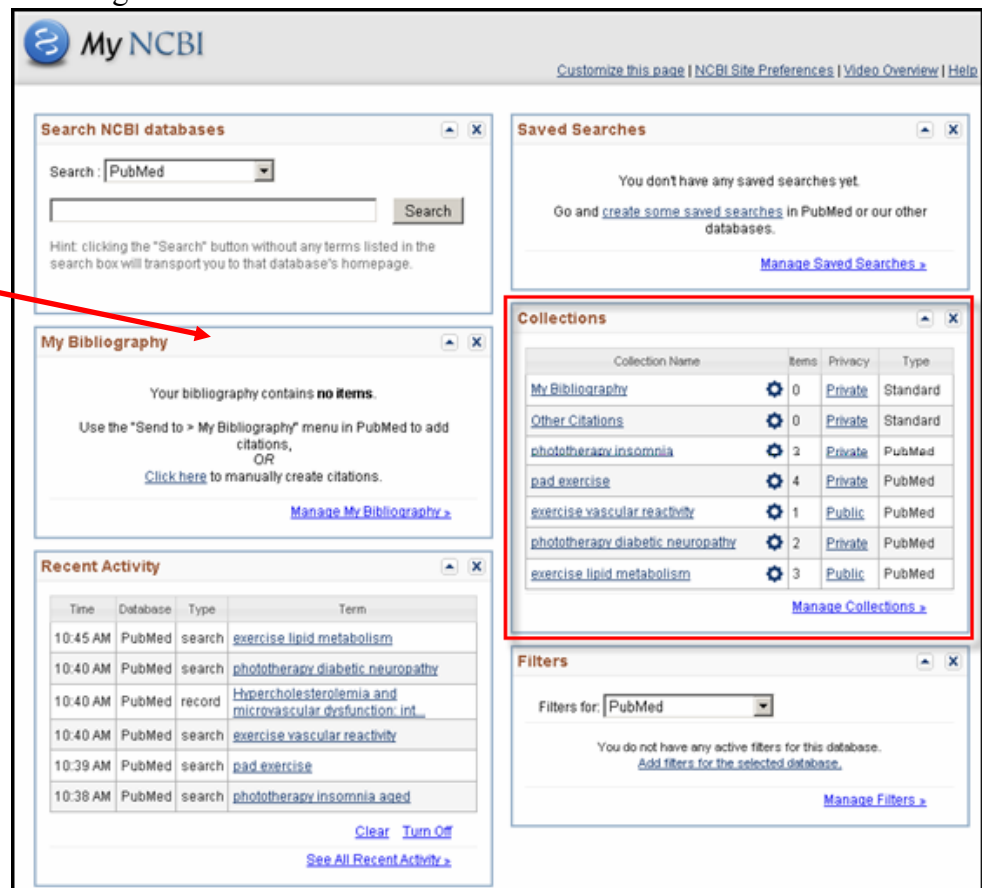 My NCBI
Customize this page | NCBI Site Preferences | Video Overview | Help
Search NCBI databases
Search : PubMed
Search
Hint: clicking the "Search" button without any terms listed in the
search box will transport you to that database's homepage.
My Bibliography
Your bibliography contains no items.
Use the "Send to > My Bibliography" menu in PubMed to add
citations,
OR
Click here to manually create citations.
Manage My Bibliography »
Recent Activity
Time Database Type Term
10:45 AM PubMed search exercise lipid metabolism
10:40 AM PubMed search phototherapy diabetic neuropathy
10:40 AM PubMed record Hypercholesterolemia and
microvascular dysfunction: int...
10:40 AM PubMed search exercise vascular reactivity
10:39 AM PubMed search pad exercise
10:38 AM PubMed search phototherapy insomnia aged
Clear Turn Off
See All Recent Activity »
Saved Searches
You don't have any saved searches yet.
Go and create some saved searches in PubMed or our other
databases.
Manage Saved Searches »
Collections
Collection Name Items Privacy Type
My Bibliography 0 Private Standard
Other Citations 0 Private Standard
phototherapy insomnia Private PubMed
pad exercise 4 Private PubMed
exercise vascular reactivity 1 Public PubMed
phototherapy diabetic neuropathy 2 Private PubMed
exercise lipid metabolism 3 Public PubMed
Manage Collections »
Filters
Filters for: PubMed
You do not have any active filters for this database.
Add filters for the selected database.
Manage Filters »